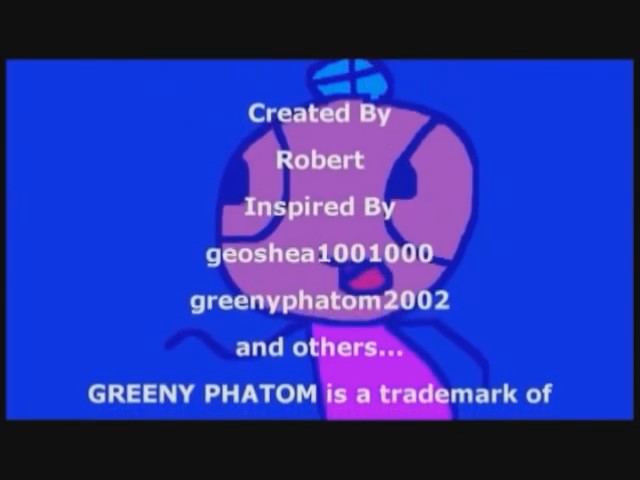 Created By
Robert
Inspired By
geoshea1001000
greenyphatom2002
and others...
GREENY PHATOM is a trademark of